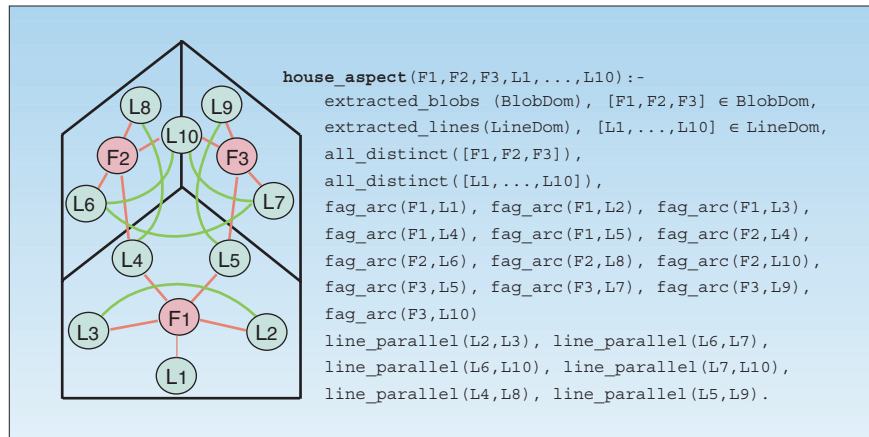 L8
L9
L10
F2
F3
L6
L7
L4
L5
F1
L3
L2
L1
house_aspect(F1,F2,F3,L1,...,L10):-
extracted_blobs (BlobDom), [F1,F2,F3] ∈ BlobDom,
extracted_lines(LineDom), [L1,...,L10] ∈ LineDom,
all_distinct([F1,F2,F3]),
all_distinct([L1,...,L10]),
fag_arc(F1,L1), fag_arc(F1,L2), fag_arc(F1,L3),
fag_arc(F1,L4), fag_arc(F1,L5), fag_arc(F2,L4),
fag_arc(F2,L6), fag_arc(F2,L8), fag_arc(F2,L10),
fag_arc(F3,L5), fag_arc(F3,L7), fag_arc(F3,L9),
fag_arc(F3,L10)
line_parallel(L2,L3), line_parallel(L6,L7),
line_parallel(L6,L10), line_parallel(L7,L10),
line_parallel(L4,L8), line_parallel(L5,L9).